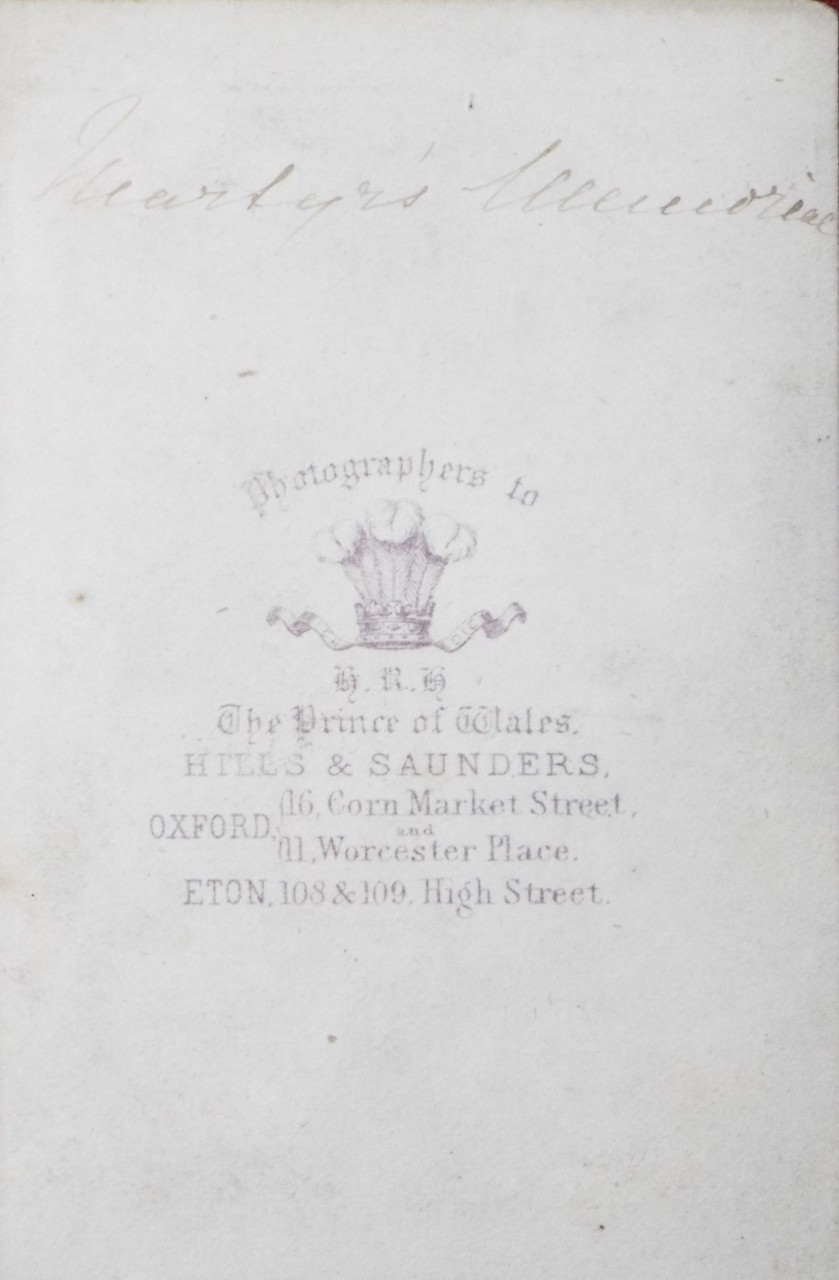 Martyr's Memorial
Photographers to
H.R.H
The Prince of Wales.
HILLS & SAUNDERS,
OXFORD. 16, Corn Market Street,
and
11, Worcester Place.
ETON, 108 & 109, High Street.